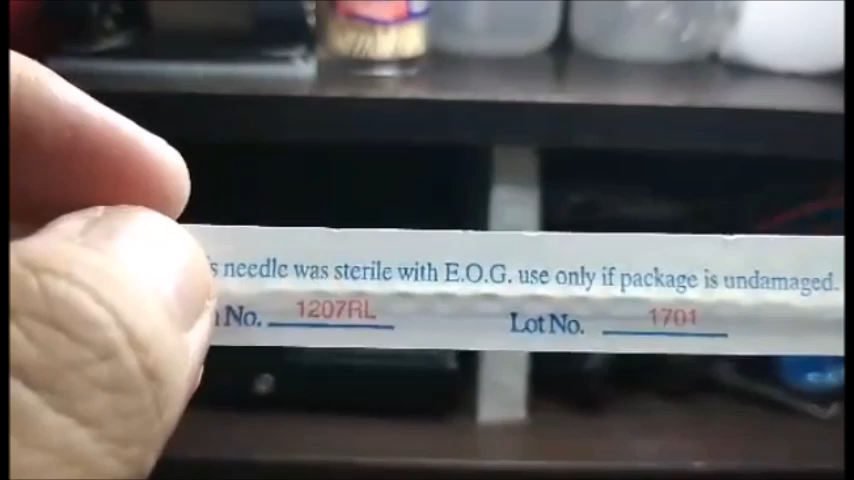 s needle was sterile with E.O.G. use only if package is undamaged.
No. 1207RL Lot No. 1701